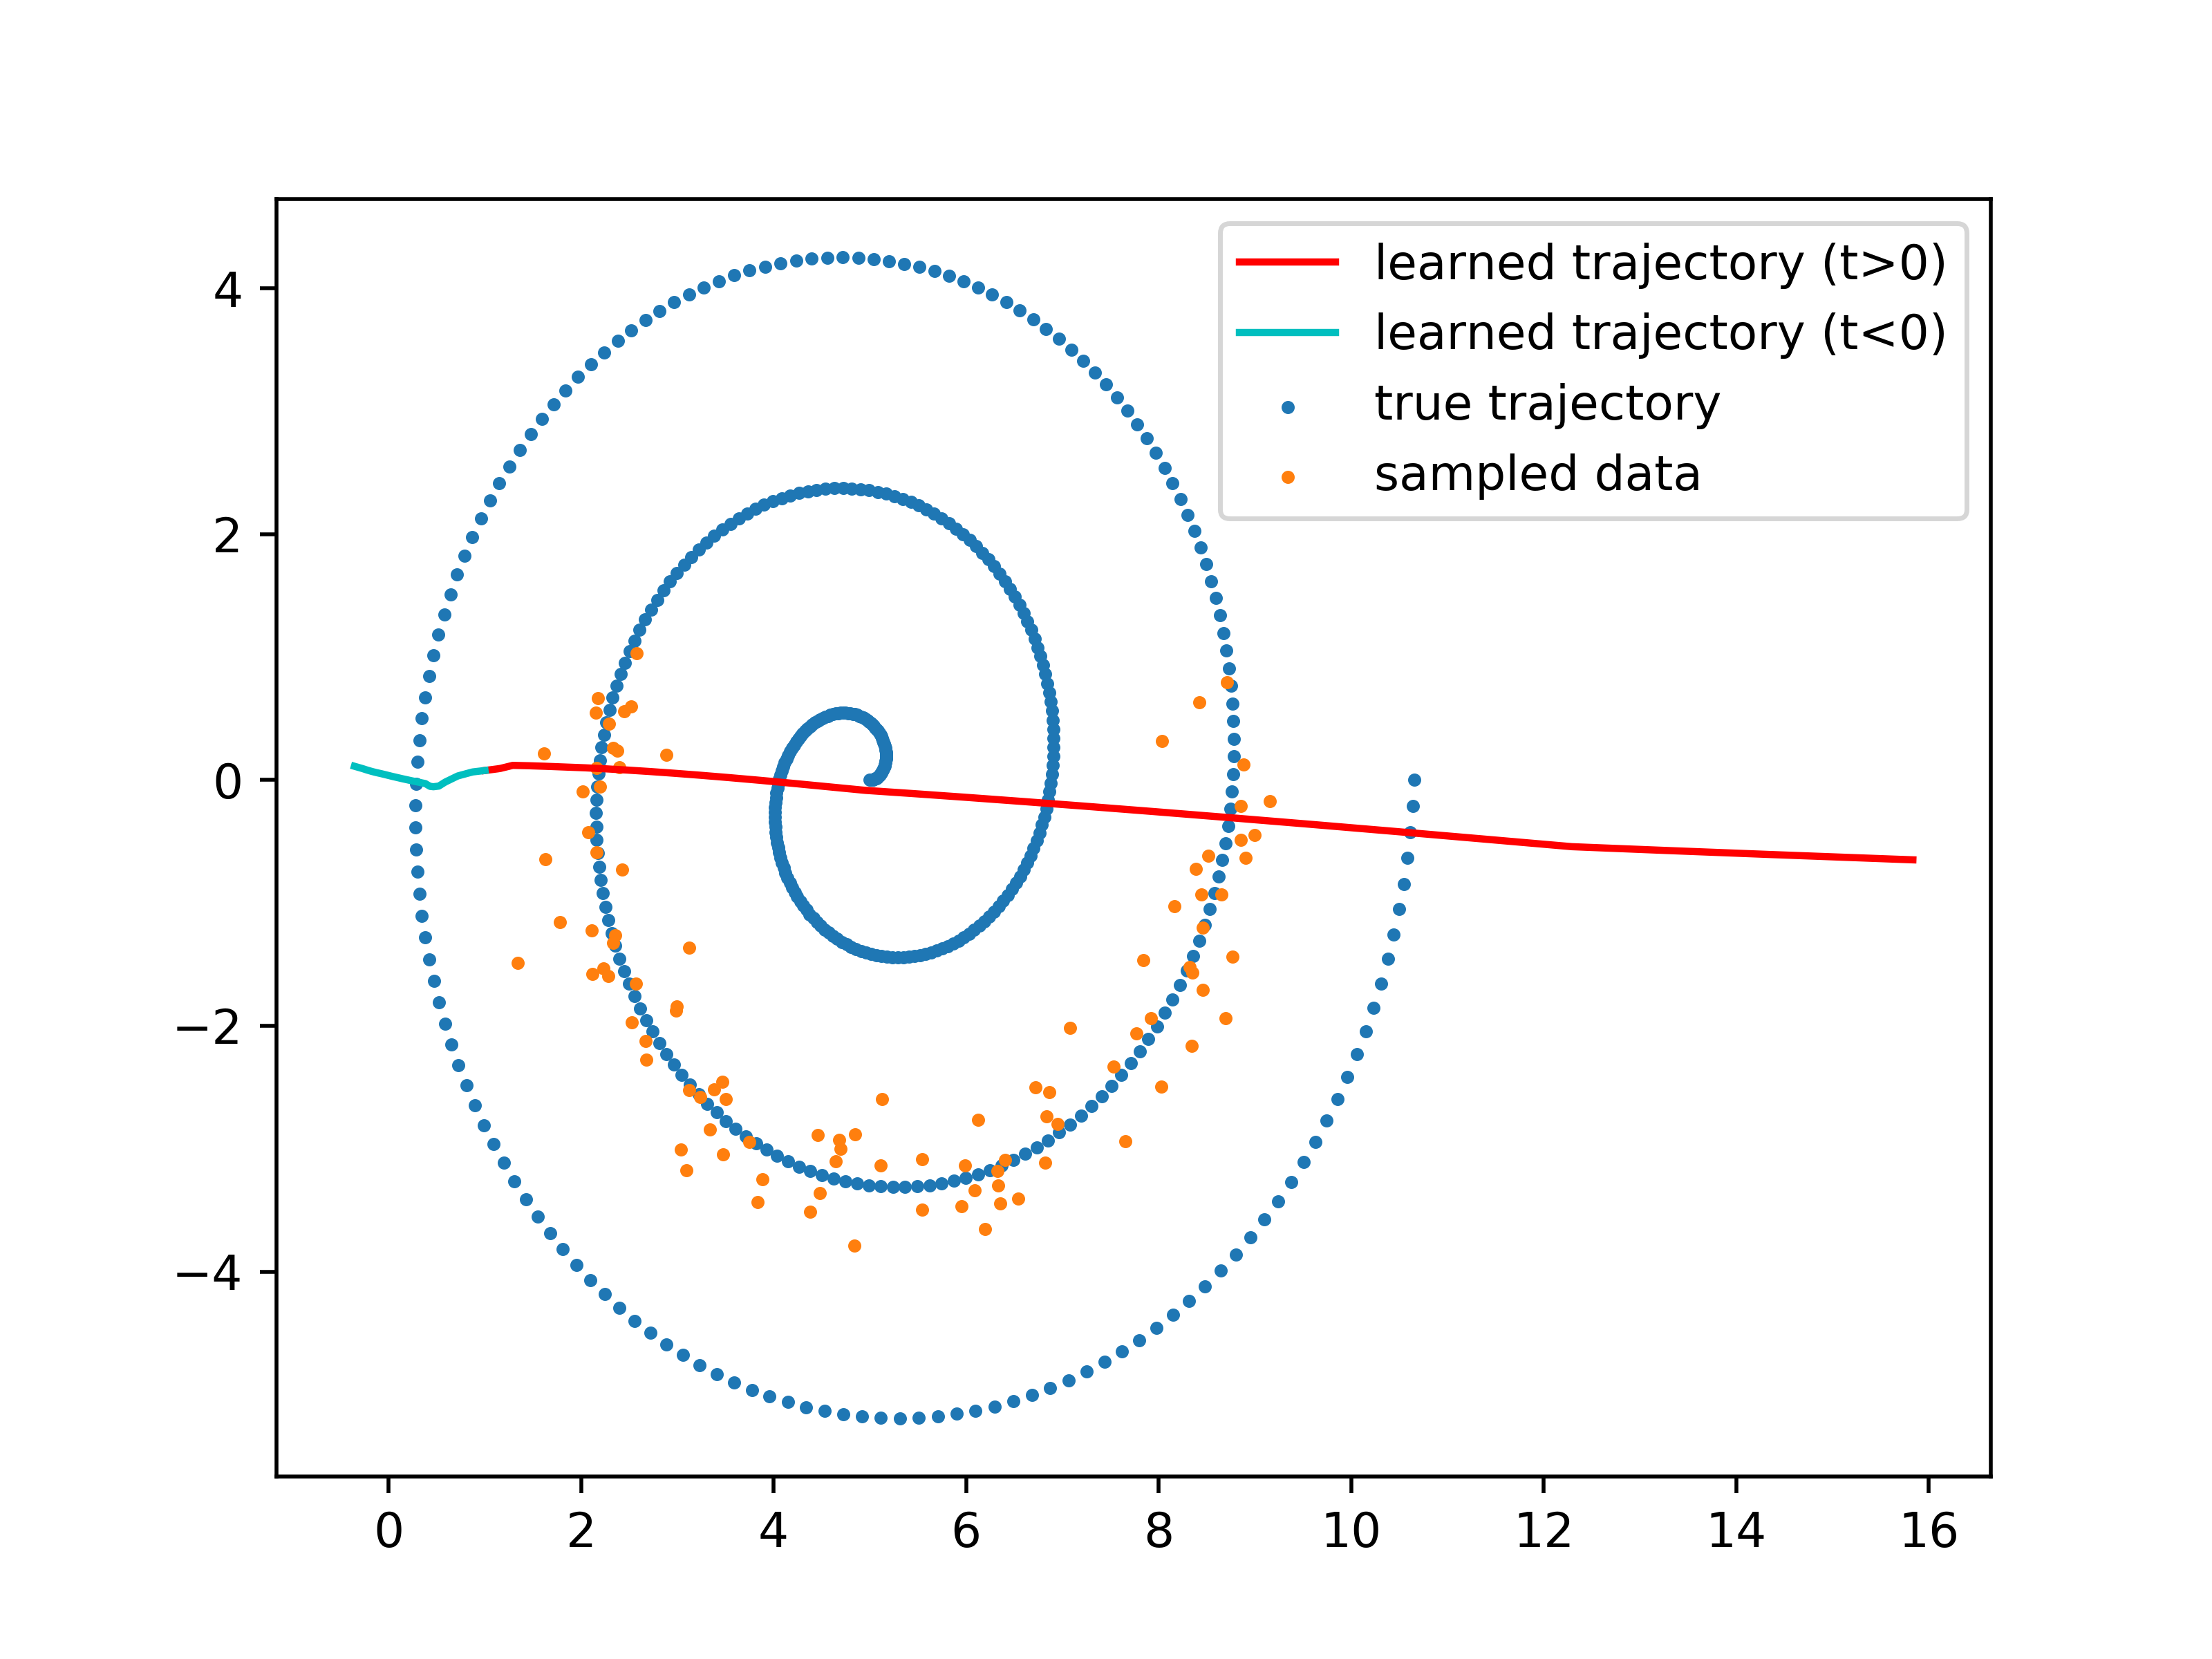 learned trajectory (t>0)
learned trajectory (t<0)
true trajectory
sampled data
4
2
0
−2
−4
0 2 4 6 8 10 12 14 16